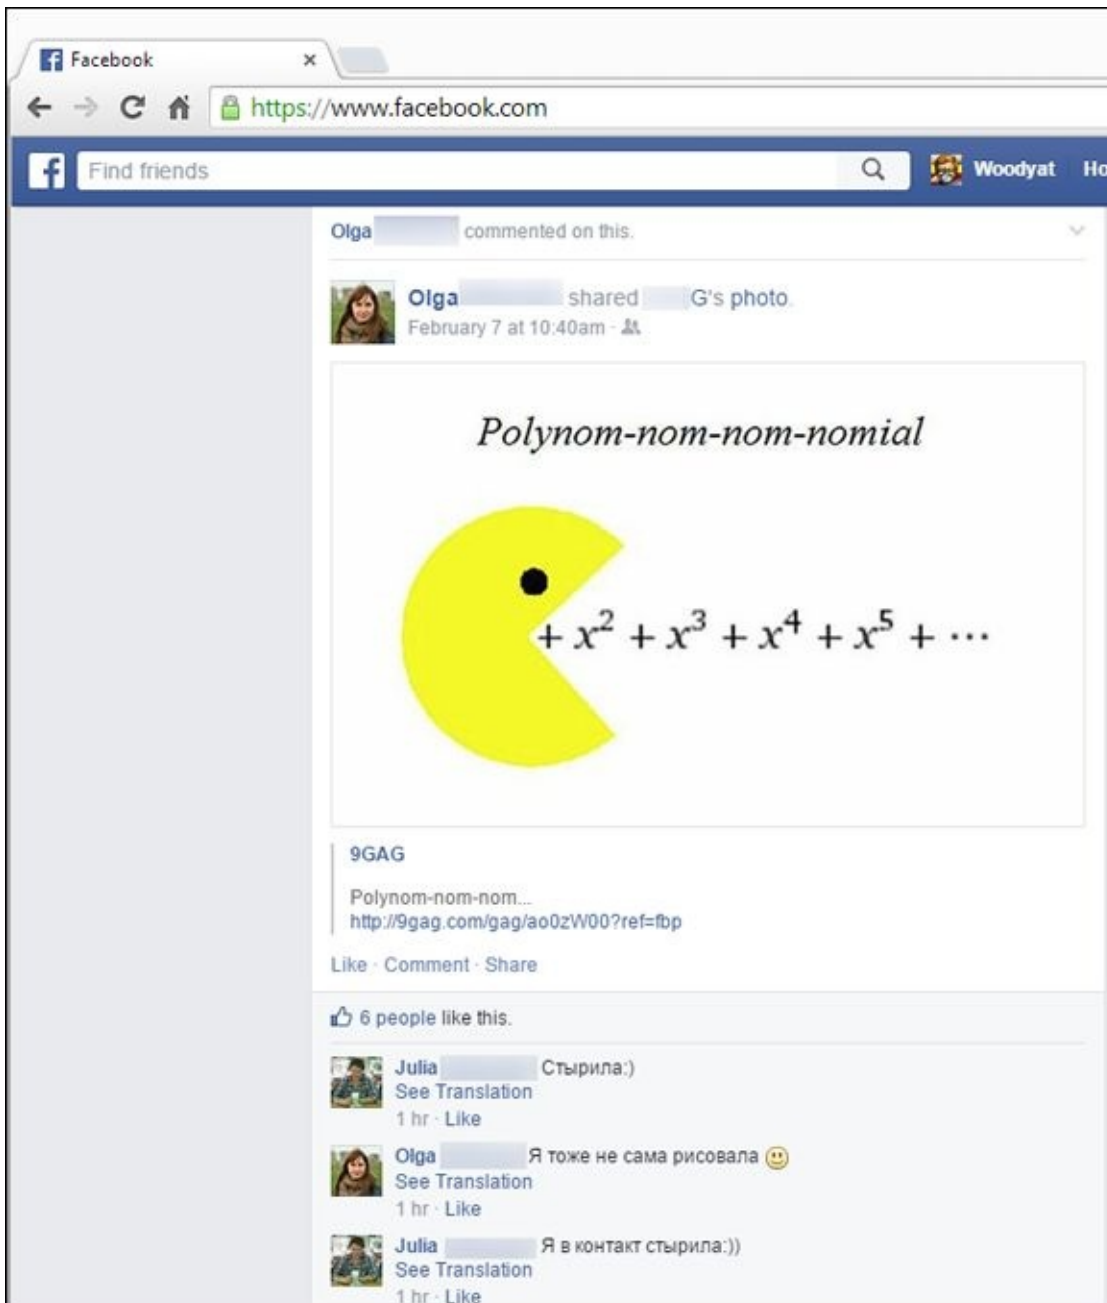 Facebook
https://www.facebook.com
Find friends
Woodyat Ho
Olga commented on this.
Olga shared G's photo.
February 7 at 10:40am ·
Polynom-nom-nom-nomial
+ x² + x³ + x⁴ + x⁵ + ⋯
9GAG
Polynom-nom-nom...
http://9gag.com/gag/ao0zW00?ref=fbp
Like · Comment · Share
6 people like this.
Julia Стырила:)
See Translation
1 hr · Like
Olga Я тоже не сама рисовала
See Translation
1 hr · Like
Julia Я в контакт стырила:))
See Translation
1 hr · Like